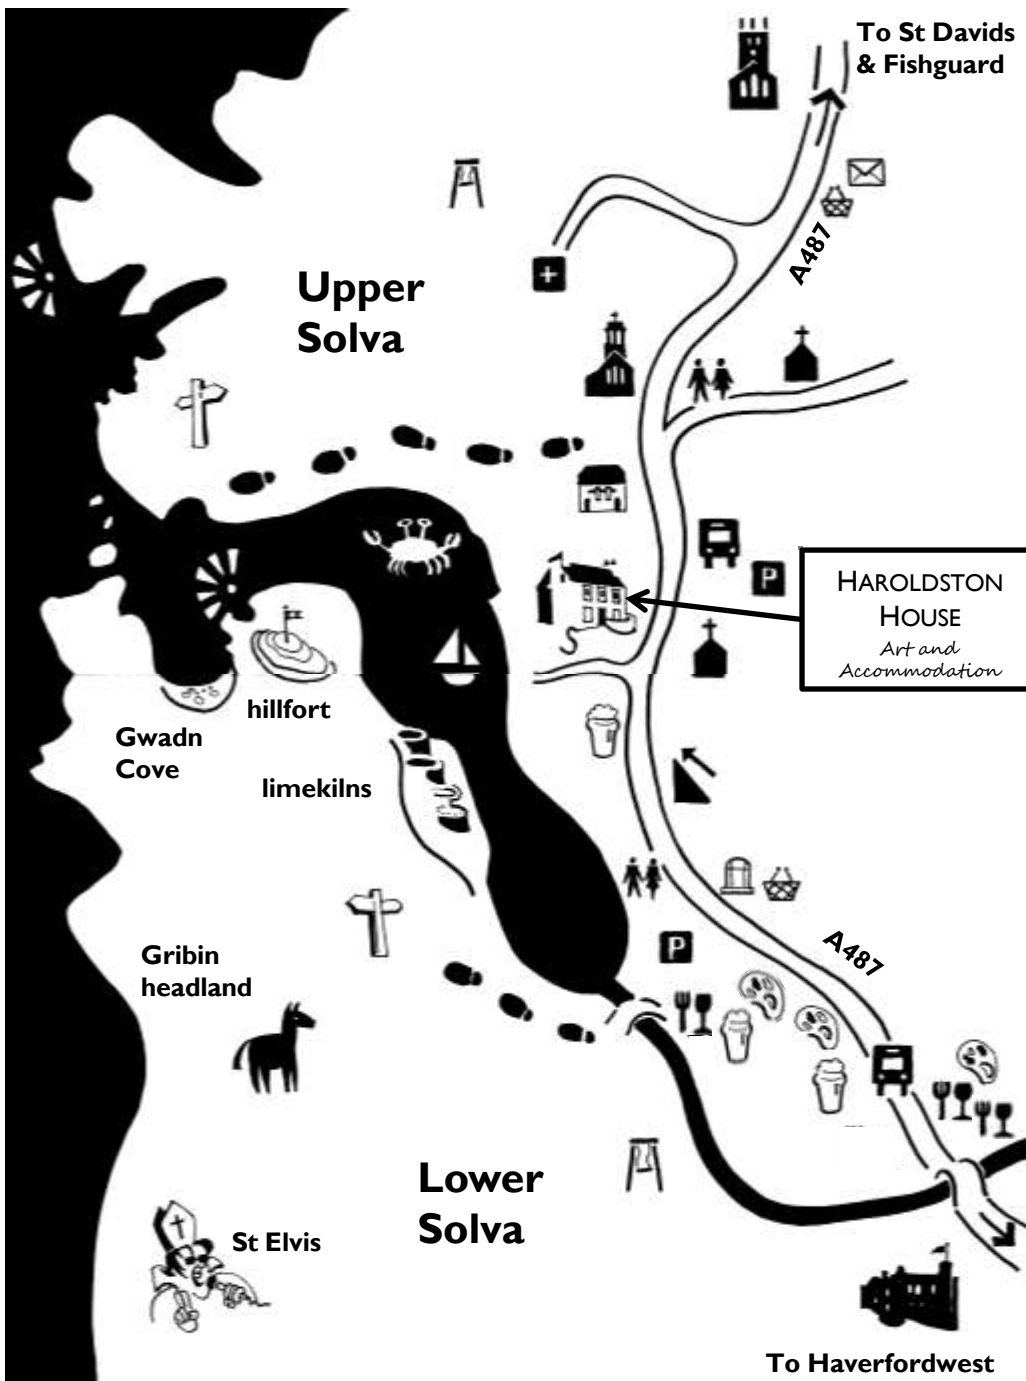 To St Davids
& Fishguard
A487
Upper
Solva
P
HAROLDSTON
HOUSE
Art and
Accommodation
hillfort
Gwadn
Cove
limekilns
Gribin
headland
P
A487
Lower
Solva
St Elvis
To Haverfordwest